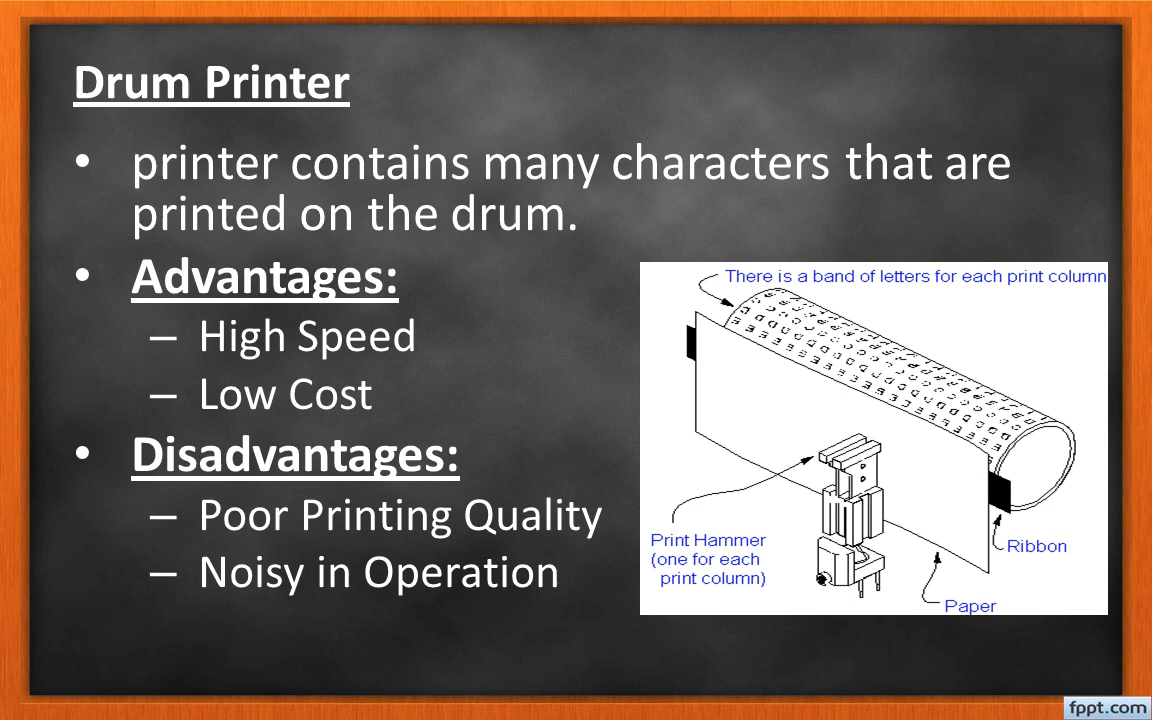 Drum Printer
• printer contains many characters that are
printed on the drum.
• Advantages:
– High Speed
– Low Cost
• Disadvantages:
– Poor Printing Quality
– Noisy in Operation
There is a band of letters for each print column
Print Hammer
(one for each
print column)
Ribbon
Paper
fppt.com